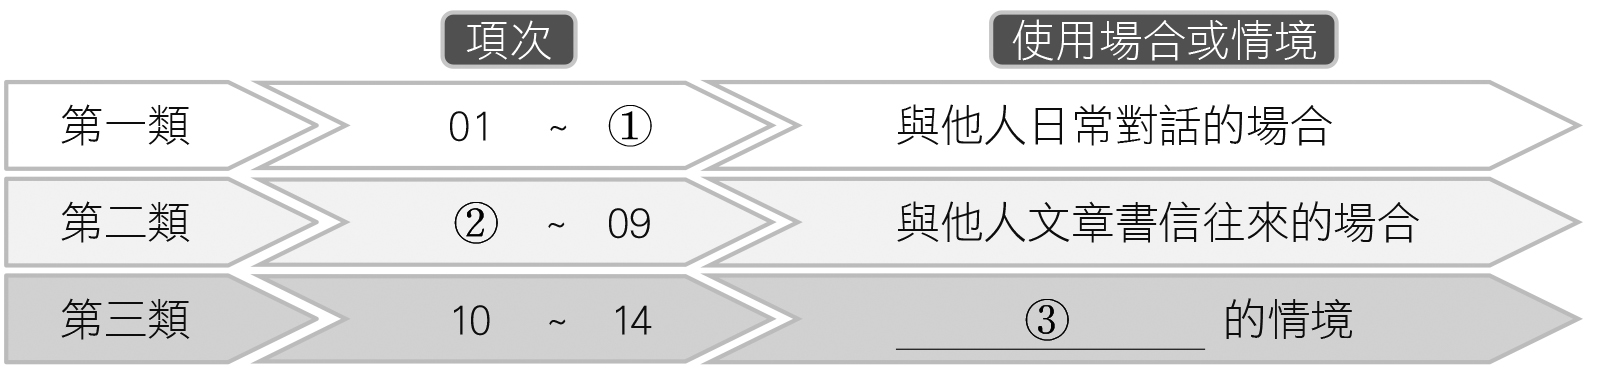 項次 使用場合或情境
第一類 01 ~ ① 與他人日常對話的場合
第二類 ② ~ 09 與他人文章書信往來的場合
第三類 10 ~ 14 ③ 的情境